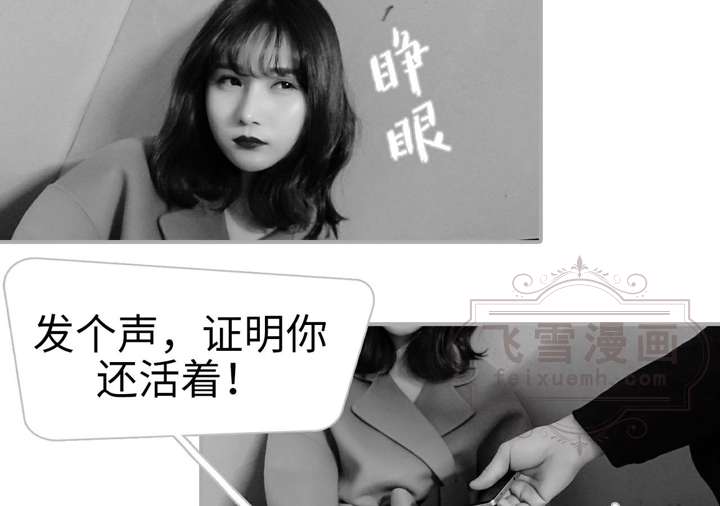 睁
眼
发个声，证明你
还活着！
飞雪漫画
feixuemh.com